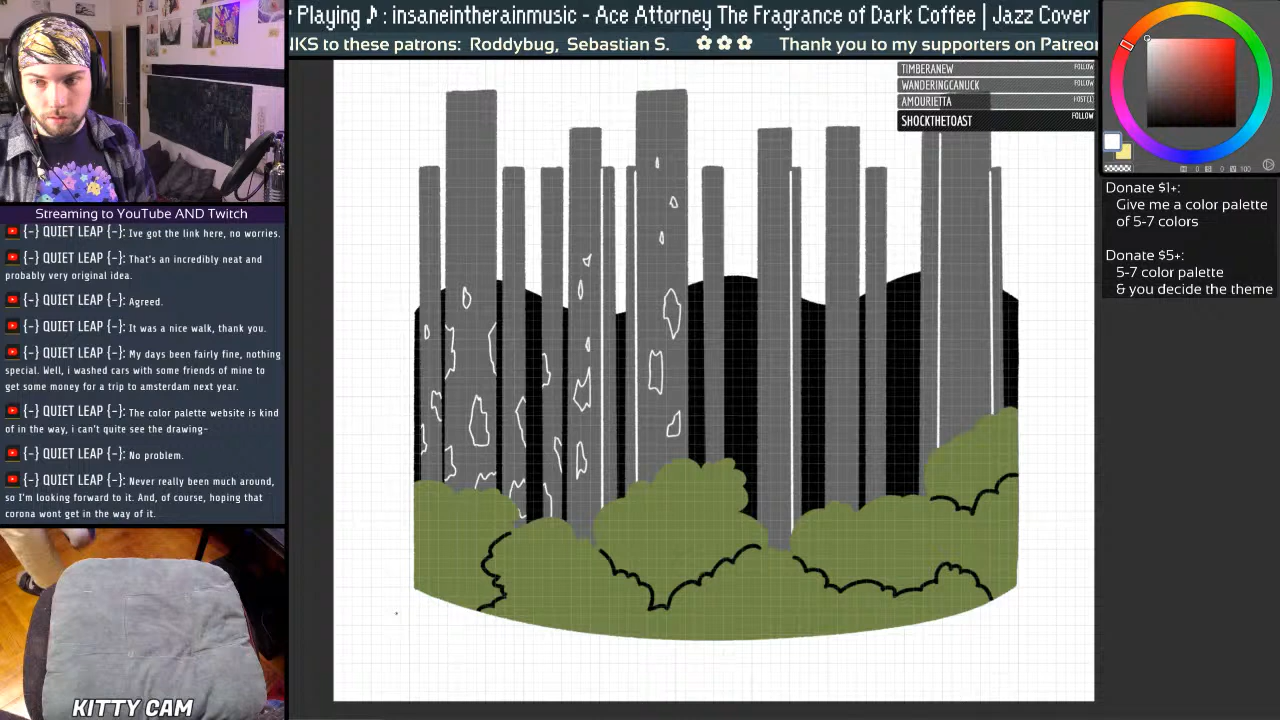 Playing ♪ : insaneintherainmusic - Ace Attorney The Fragrance of Dark Coffee | Jazz Cover
NKS to these patrons: Roddybug, Sebastian S. ✿ ✿ ✿ Thank you to my supporters on Patreo
TIMBERANEW FOLLOW
WANDERINGCANUCK FOLLOW
AMOURIETTA
SHOCKTHETOAST FOLLOW
Streaming to YouTube AND Twitch
{-} QUIET LEAP {-}: Ive got the link here, no worries.
{-} QUIET LEAP {-}: That's an incredibly neat and
probably very original idea.
{-} QUIET LEAP {-}: Agreed.
{-} QUIET LEAP {-}: It was a nice walk, thank you.
{-} QUIET LEAP {-}: My days been fairly fine, nothing
special. Well, i washed cars with some friends of mine to
get some money for a trip to amsterdam next year.
{-} QUIET LEAP {-}: The color palette website is kind
of in the way, i can't quite see the drawing-
{-} QUIET LEAP {-}: No problem.
{-} QUIET LEAP {-}: Never really been much around,
so I'm looking forward to it. And, of course, hoping that
corona wont get in the way of it.
KITTY CAM
Donate $1+:
Give me a color palette
of 5-7 colors
Donate $5+:
5-7 color palette
& you decide the theme